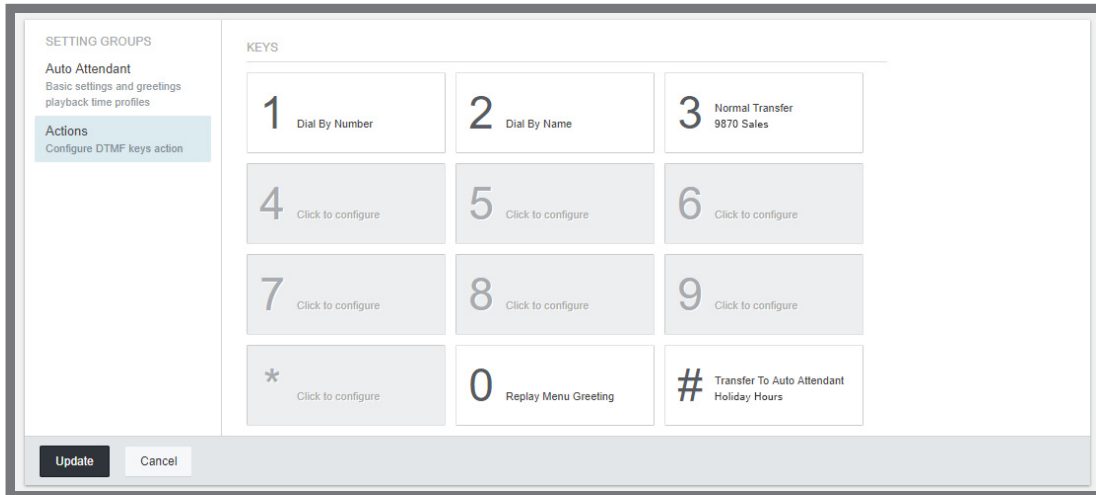 SETTING GROUPS
Auto Attendant
Basic settings and greetings
playback time profiles
Actions
Configure DTMF keys action
KEYS
1 Dial By Number
2 Dial By Name
3 Normal Transfer
9870 Sales
4 Click to configure
5 Click to configure
6 Click to configure
7 Click to configure
8 Click to configure
9 Click to configure
* Click to configure
0 Replay Menu Greeting
# Transfer To Auto Attendant
Holiday Hours
Update
Cancel